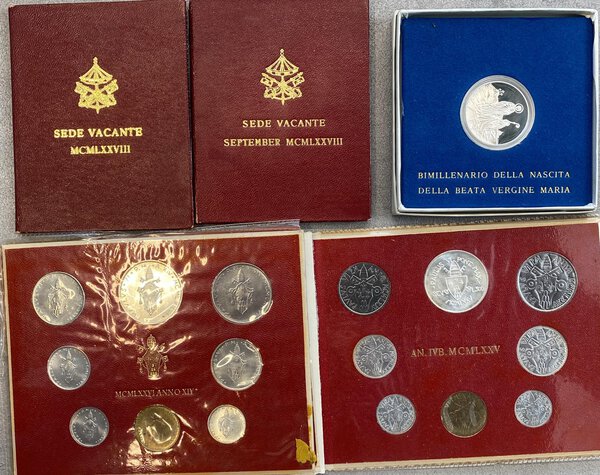 SEDE VACANTE
MCMLXXVIII
SEDE VACANTE
SEPTEMBER MCMLXXVIII
BIMILLENARIO DELLA NASCITA
DELLA BEATA VERGINE MARIA
MCMLXXVI ANNO XIV
AN. IVB. MCMLXXV